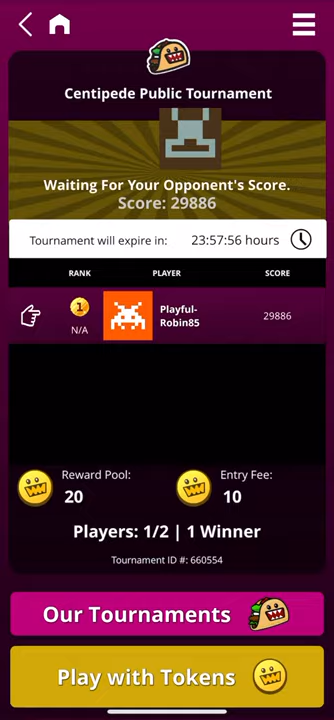 Centipede Public Tournament
Waiting For Your Opponent's Score.
Score: 29886
Tournament will expire in: 23:57:56 hours
RANK PLAYER SCORE
1 Playful-
Robin85 29886
N/A
Reward Pool: Entry Fee:
20 10
Players: 1/2 | 1 Winner
Tournament ID #: 660554
Our Tournaments
Play with Tokens